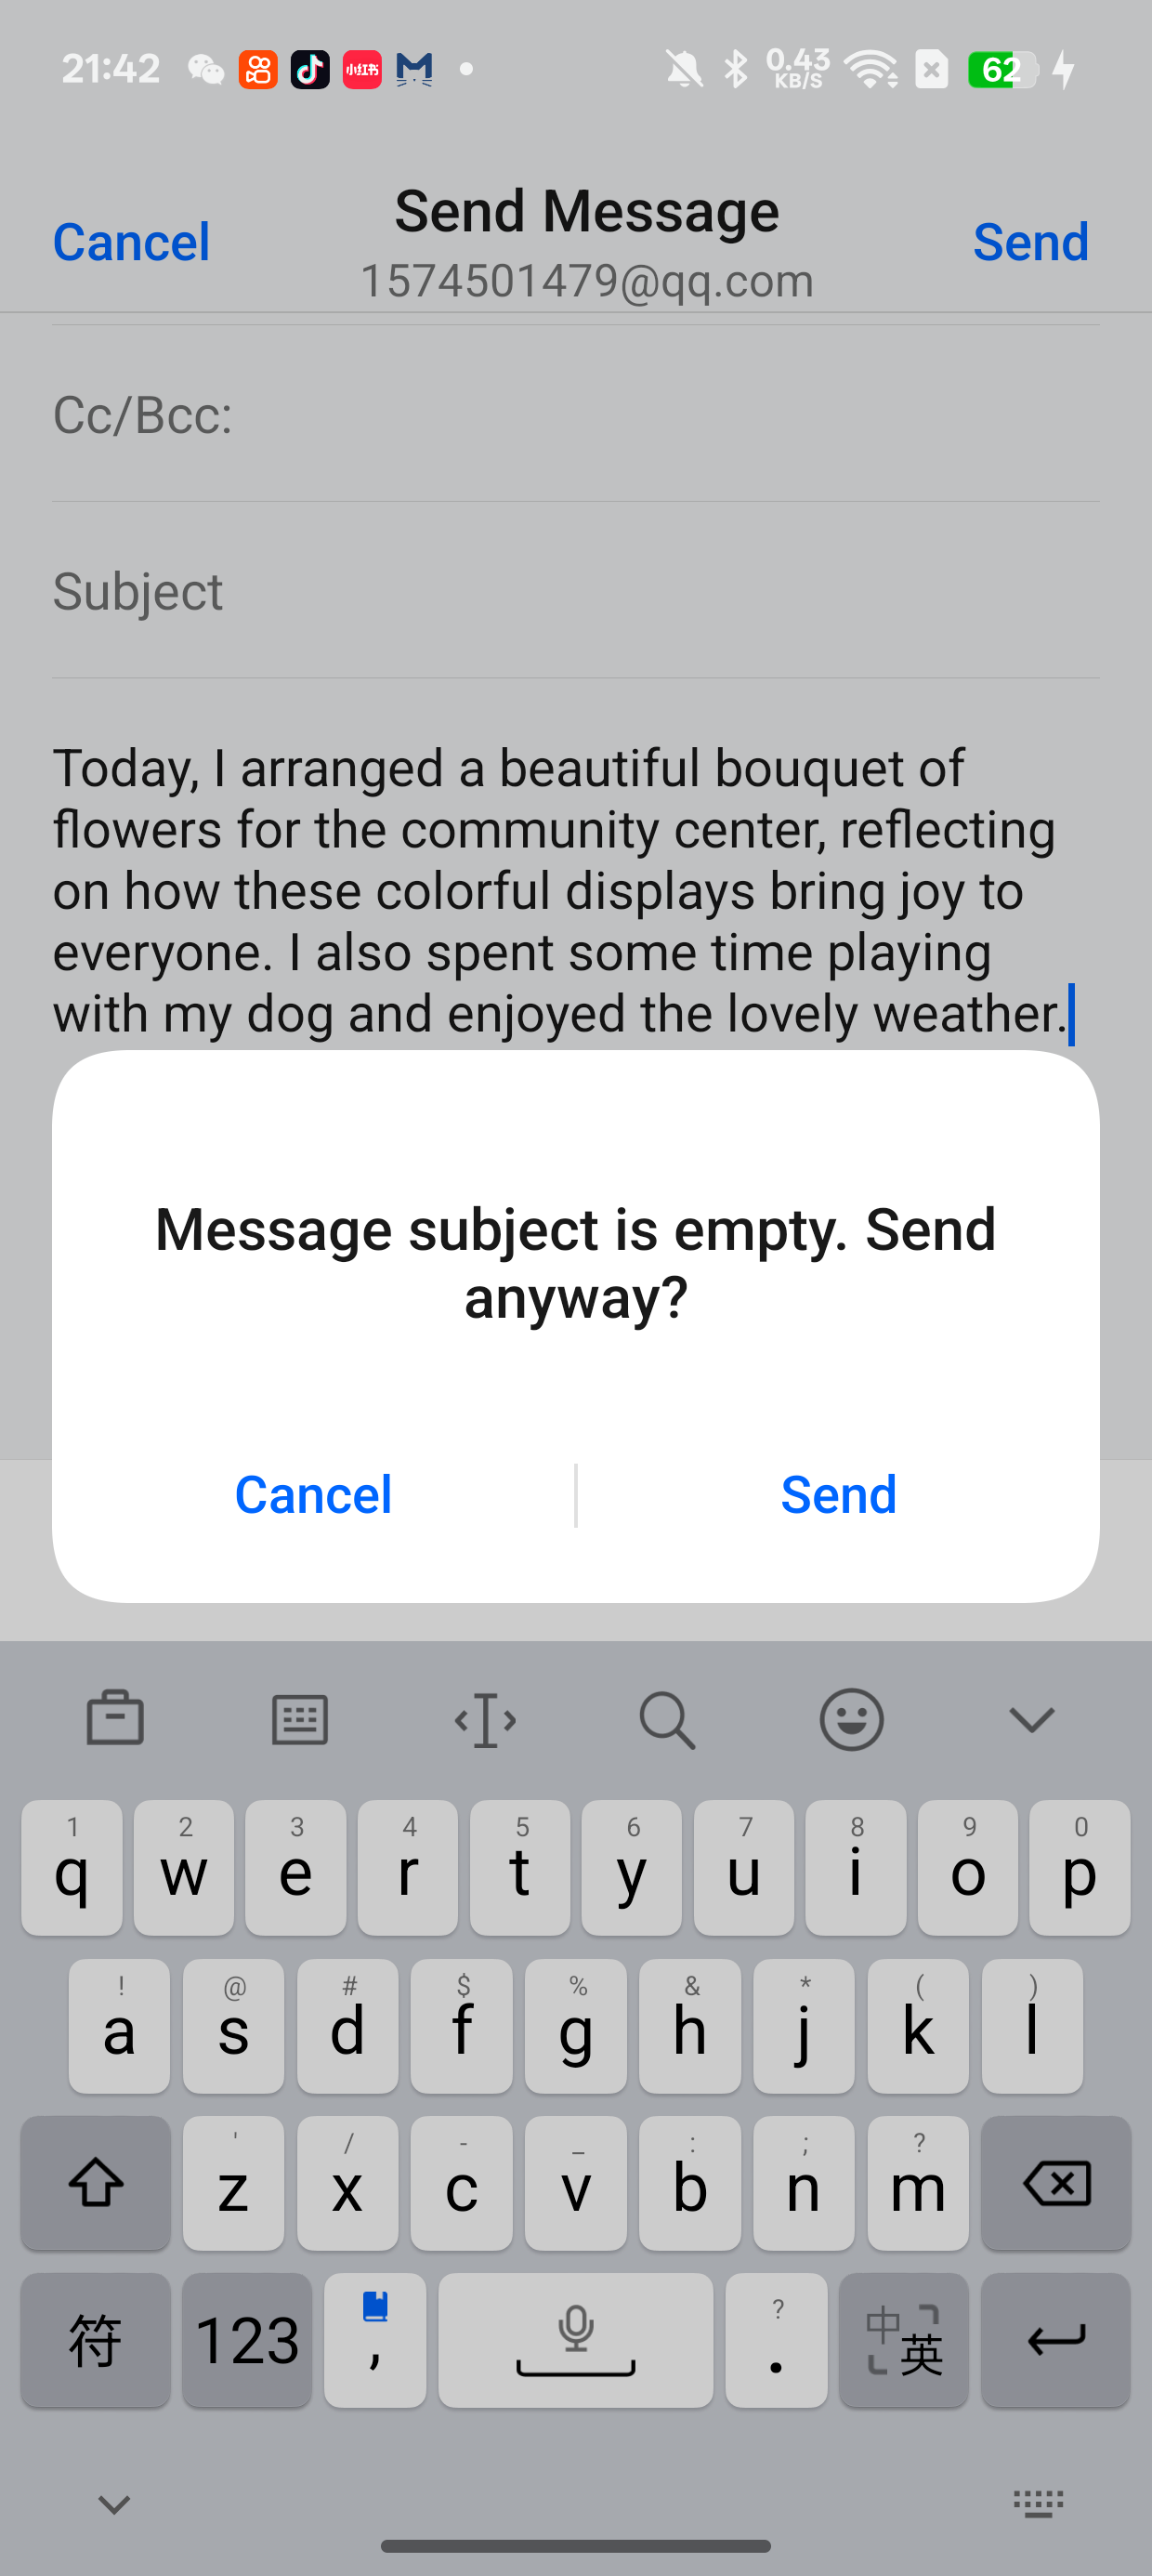 21:42
小红书
0.43
KB/S
62
Cancel
Send Message
1574501479@qq.com
Send
Cc/Bcc:
Subject
Today, I arranged a beautiful bouquet of
flowers for the community center, reflecting
on how these colorful displays bring joy to
everyone. I also spent some time playing
with my dog and enjoyed the lovely weather.
Message subject is empty. Send
anyway?
Cancel
Send
1 2 3 4 5 6 7 8 9 0
q w e r t y u i o p
! @ # $ % & * ( )
a s d f g h j k l
' / - _ : ; ?
z x c v b n m
符 123 , ? . 中 英